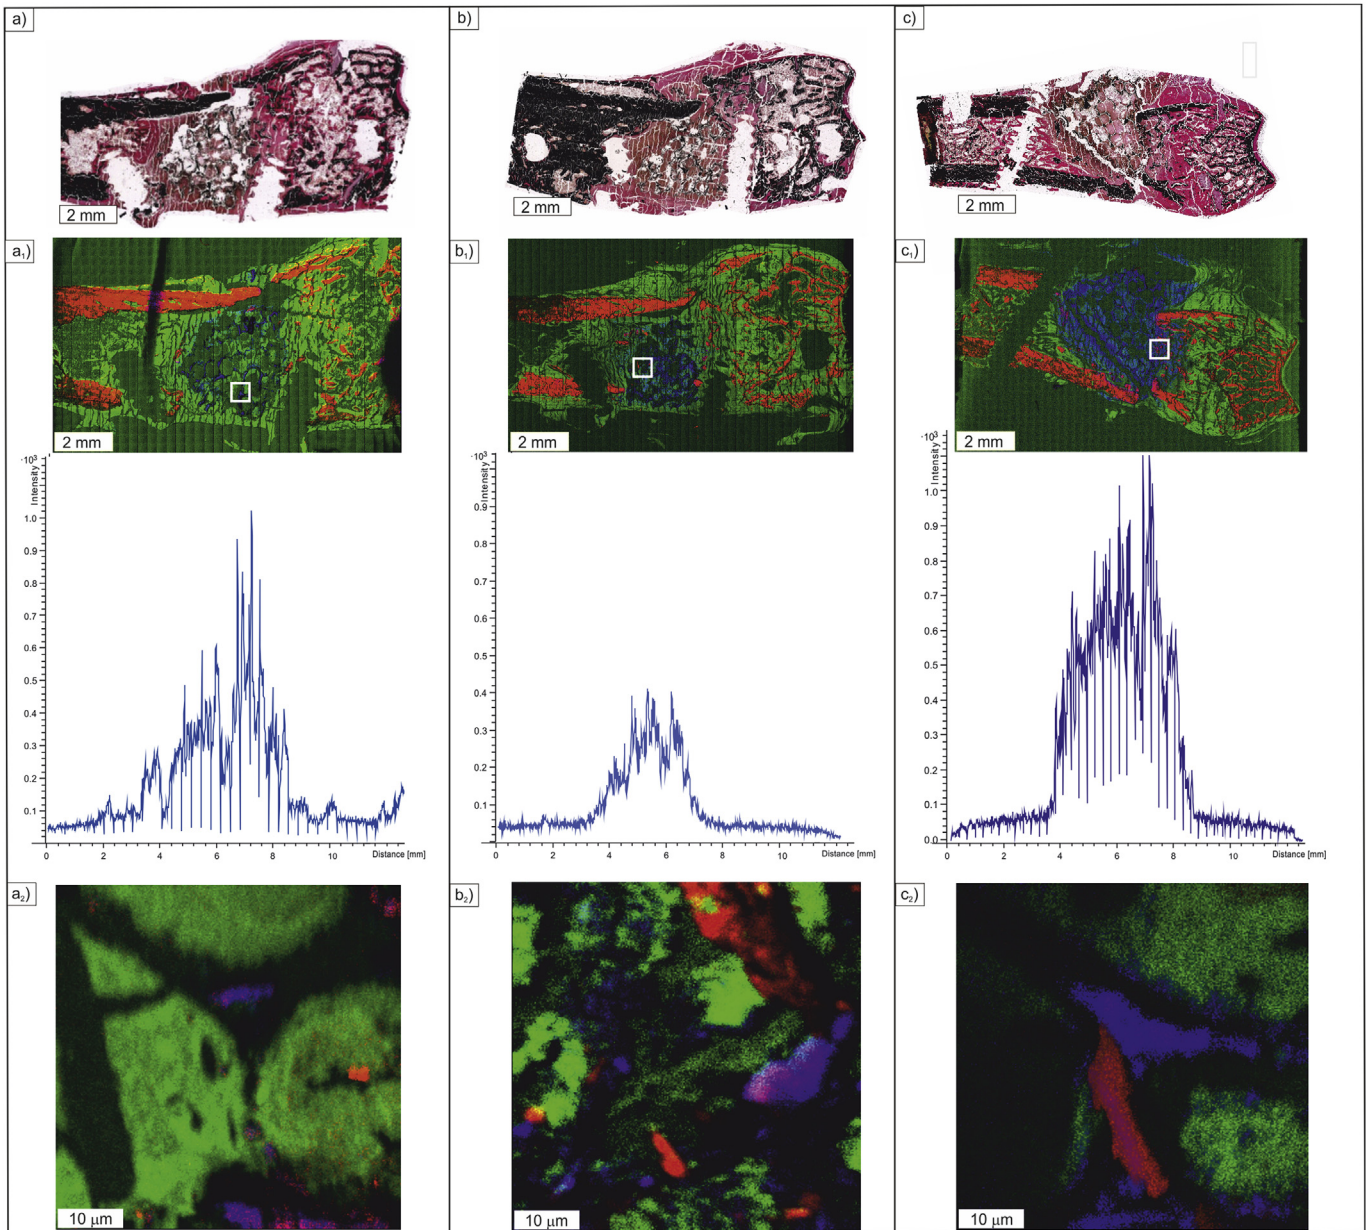 a)
b)
c)
2 mm
2 mm
2 mm
a₁)
b₁)
c₁)
2 mm
2 mm
2 mm
·10³
Intensity
1.0
0.9
0.8
0.7
0.6
0.5
0.4
0.3
0.2
0.1
0
2
4
6
8
10
Distance [mm]
·10³
Intensity
0.9
0.8
0.7
0.6
0.5
0.4
0.3
0.2
0.1
0
2
4
6
8
10
Distance [mm]
·10³
Intensity
1.0
0.9
0.8
0.7
0.6
0.5
0.4
0.3
0.2
0.1
0.0
0
2
4
6
8
10
Distance [mm]
a₂)
b₂)
c₂)
10 μm
10 μm
10 μm